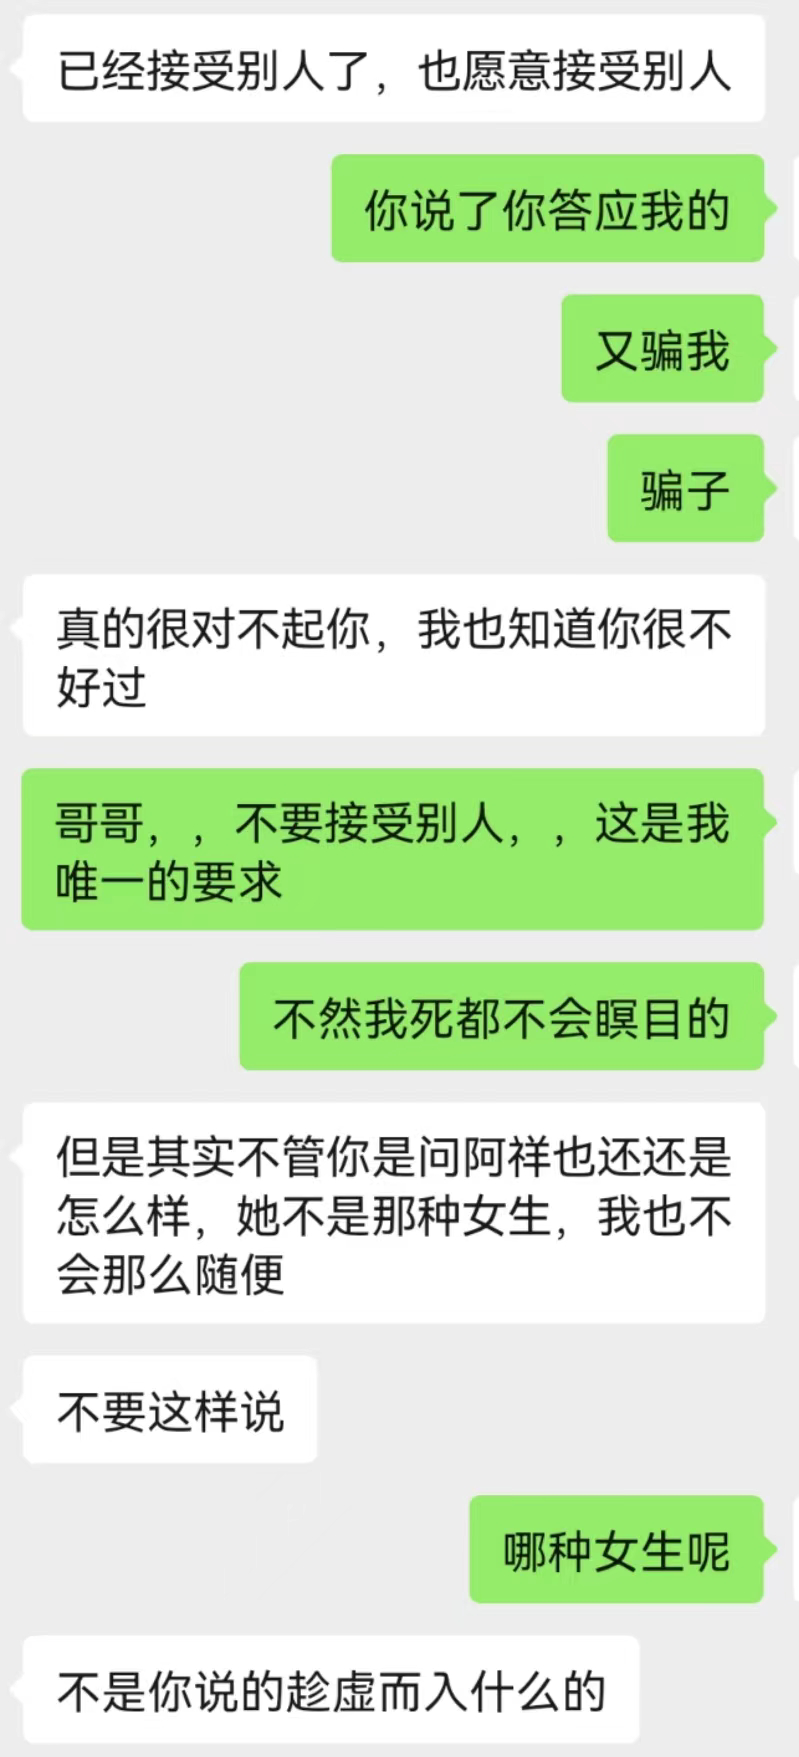 已经接受别人了，也愿意接受别人
你说了你答应我的
又骗我
骗子
真的很对不起你，我也知道你很不
好过
哥哥，，不要接受别人，，这是我
唯一的要求
不然我死都不会瞑目的
但是其实不管你是问阿祥也还还是
怎么样，她不是那种女生，我也不
会那么随便
不要这样说
哪种女生呢
不是你说的趁虚而入什么的